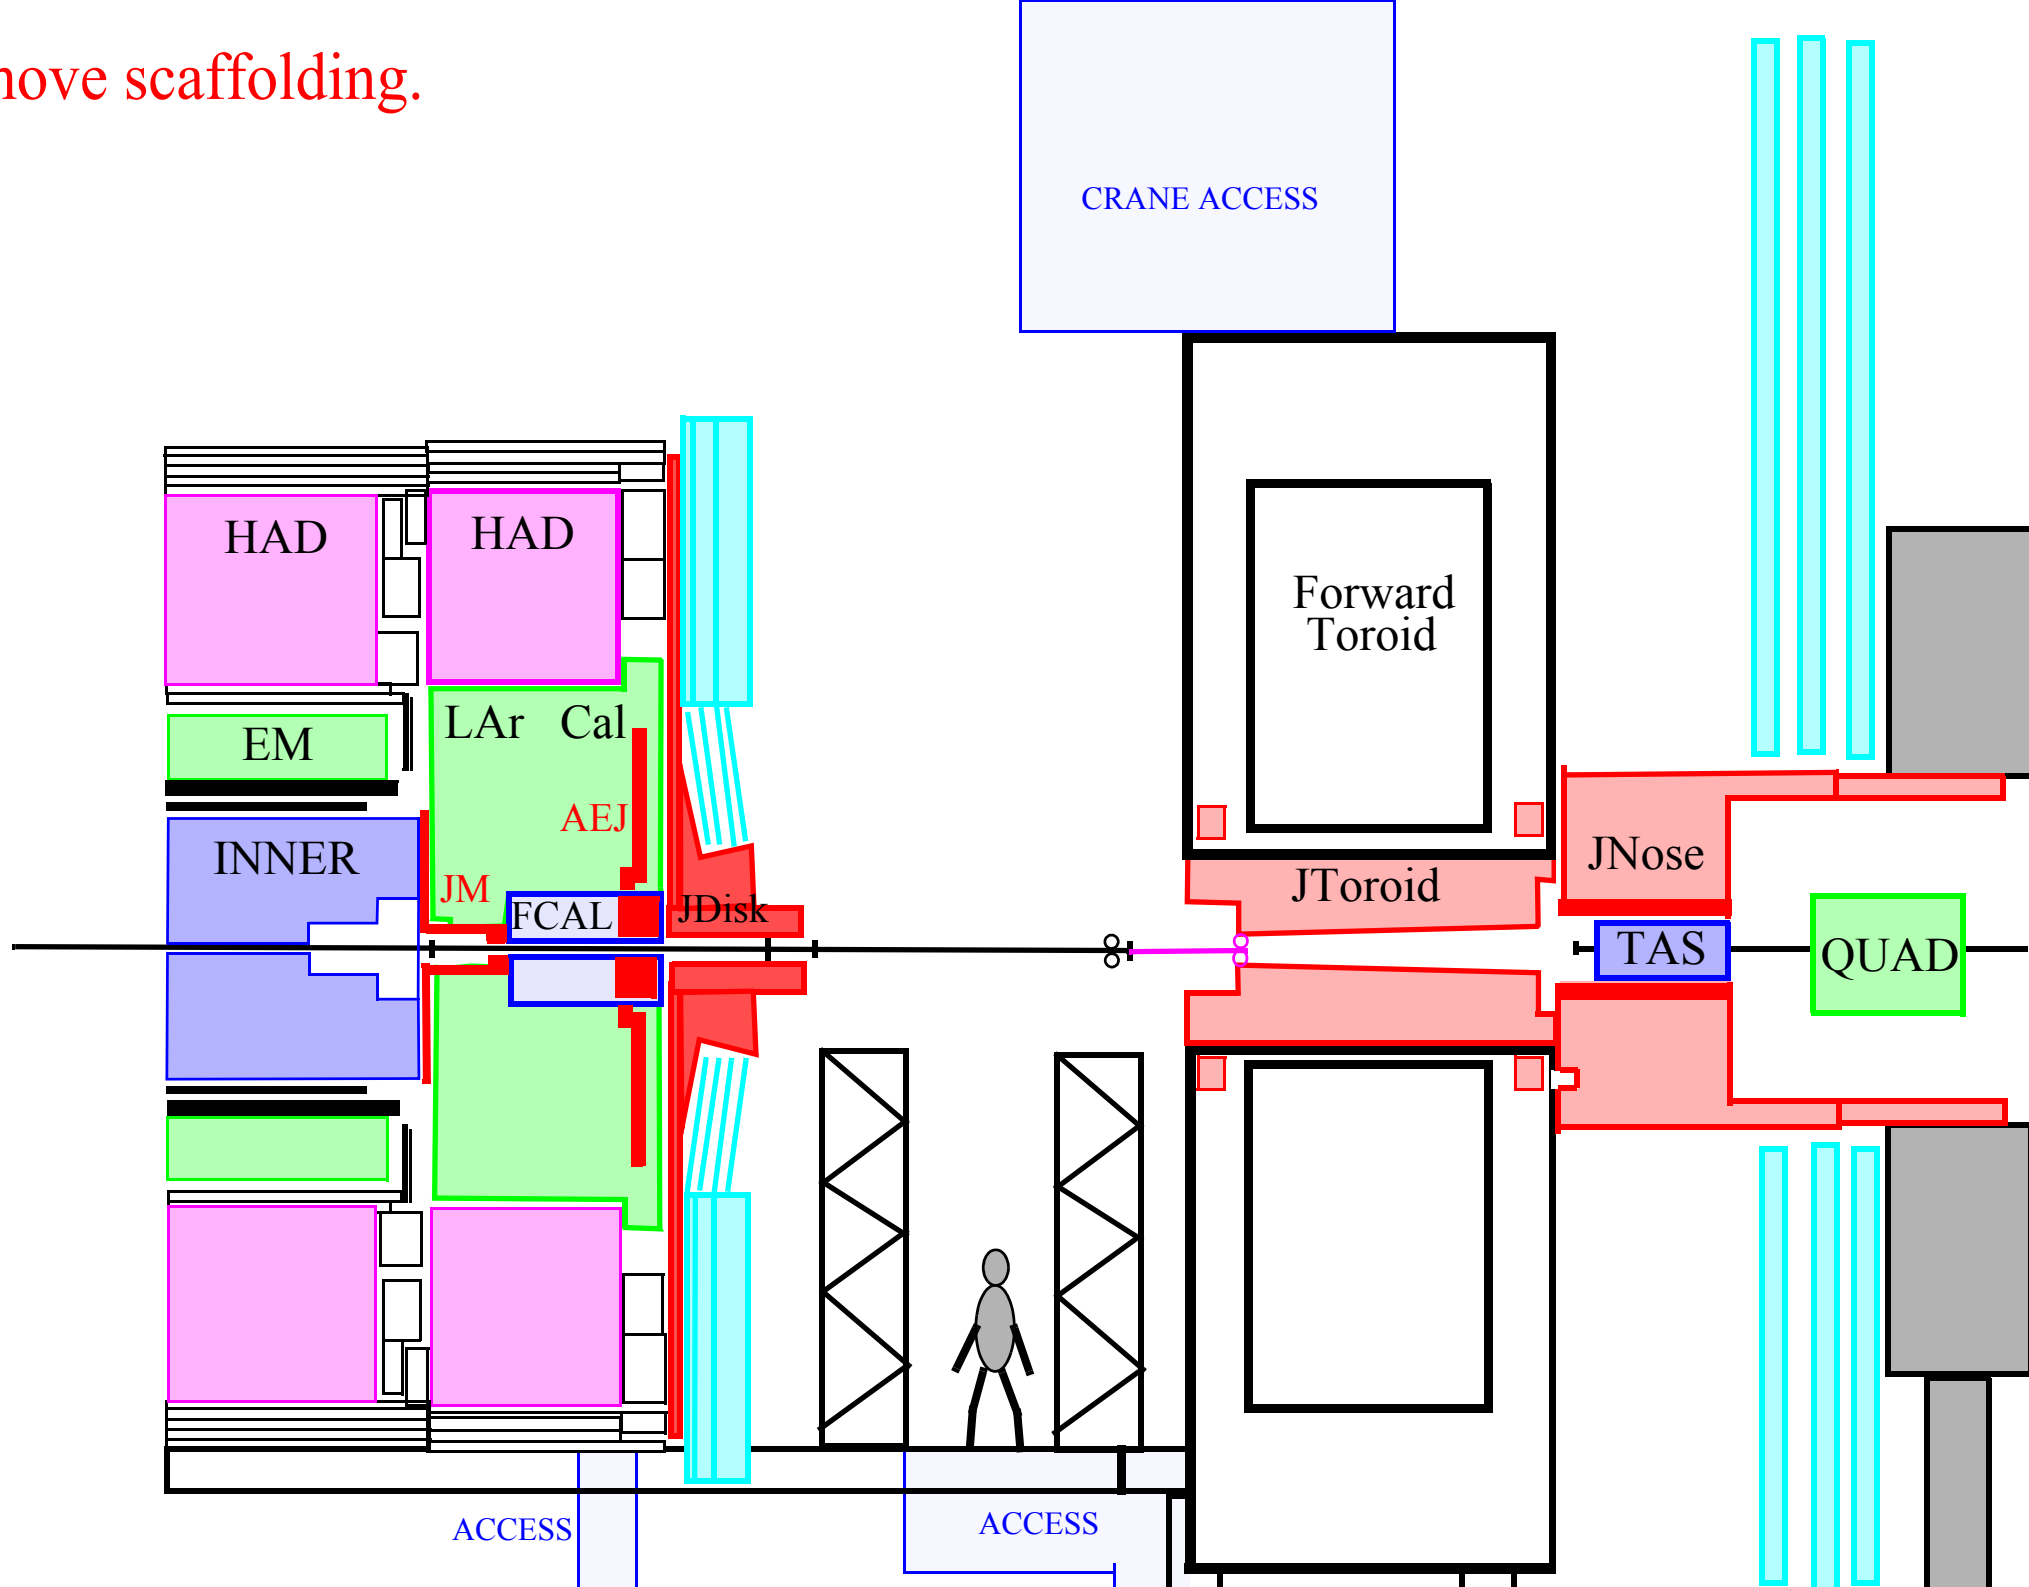 scaffolding.
CRANE ACCESS
HAD
HAD
Forward
Toroid
LAr Cal
EM
AEJ
INNER
JM
FCAL
JDisk
JToroid
JNose
TAS
QUAD
ACCESS
ACCESS